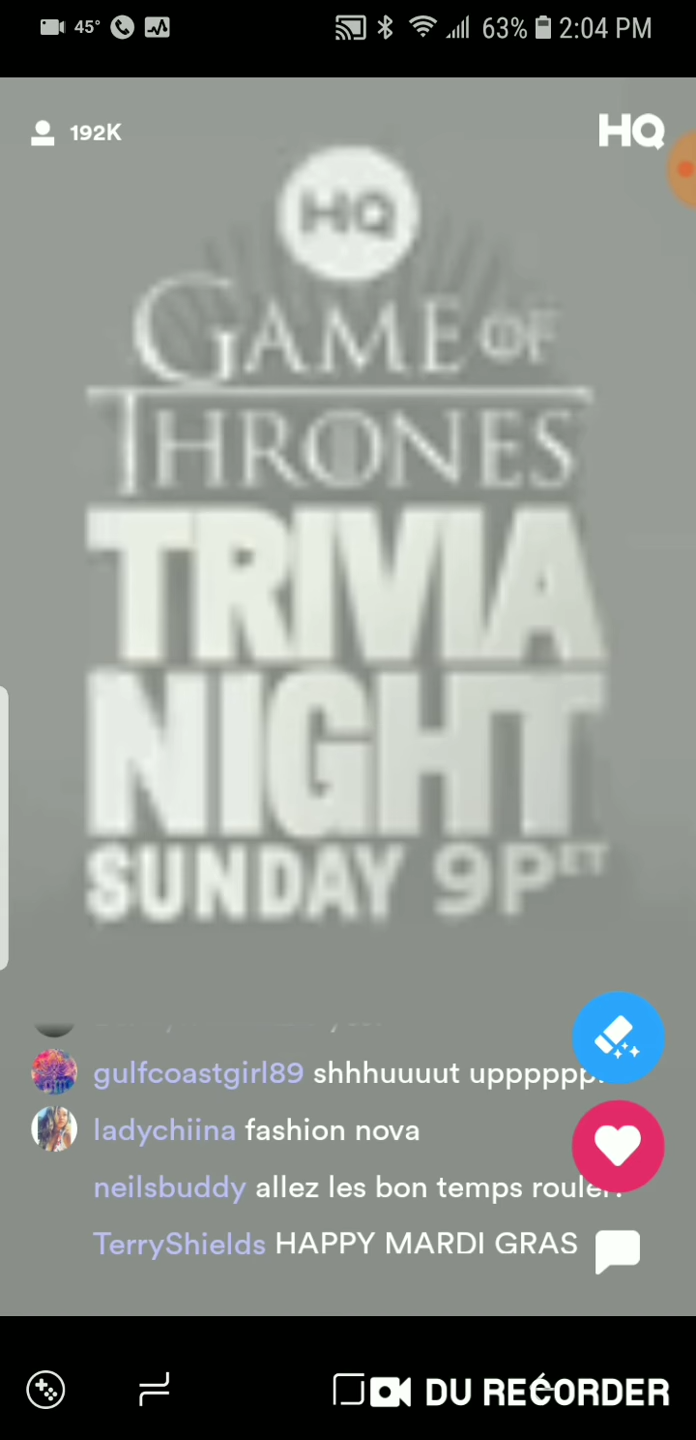 45° 63% 2:04 PM
192K HQ
HQ
GAME OF
THRONES
TRIVIA
NIGHT
SUNDAY 9P ET
gulfcoastgirl89 shhhuuuut upppppp.
ladychiina fashion nova
neilsbuddy allez les bon temps rouler.
TerryShields HAPPY MARDI GRAS
DU RECORDER